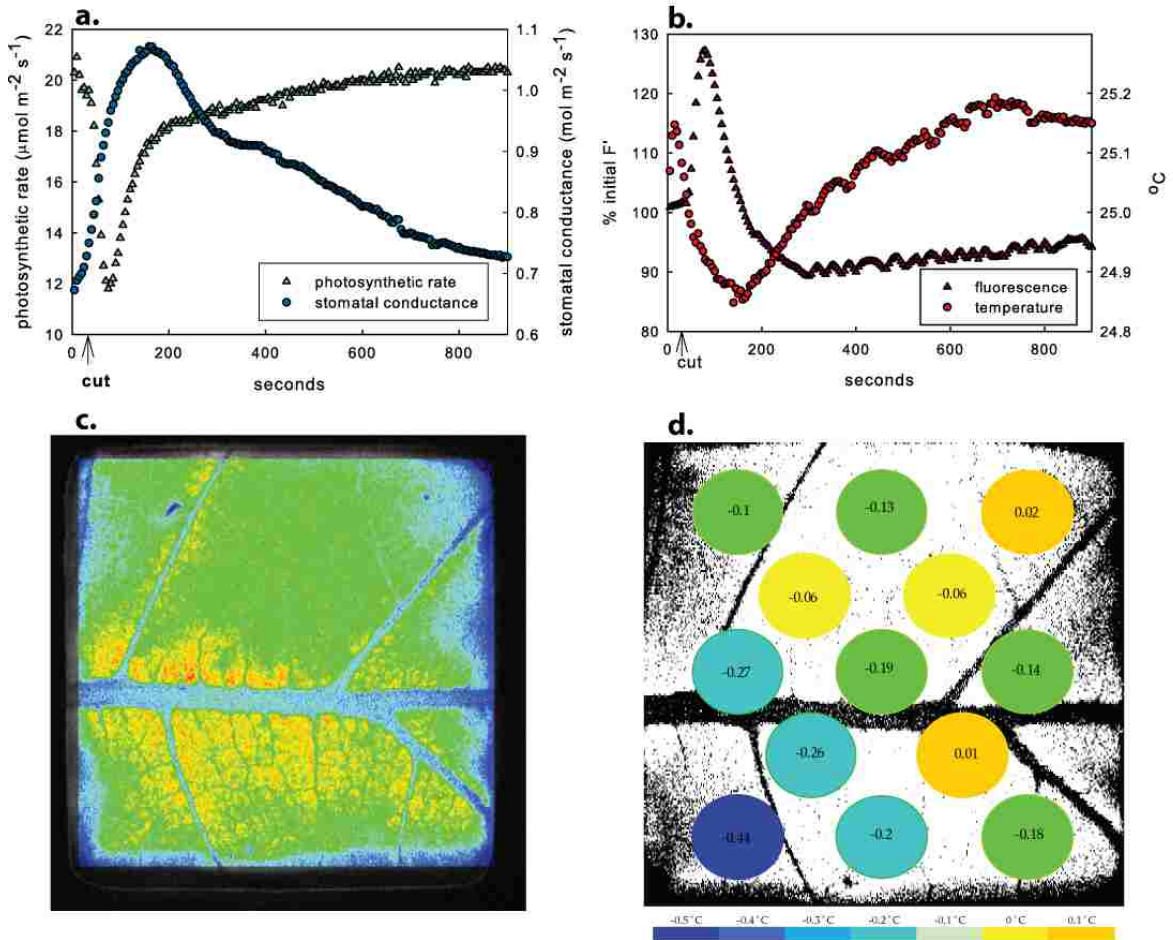 a.
22
20
18
16
14
12
10
photosynthetic rate (μmol m-2 s-1)
1.1
1.0
0.9
0.8
0.7
0.6
stomatal conductance (mol m-2 s-1)
photosynthetic rate
stomatal conductance
0 200 400 600 800
cut
seconds
b.
130
120
110
100
90
80
% initial F'
25.2
25.1
25.0
24.9
24.8
°C
fluorescence
temperature
0 200 400 600 800
cut
seconds
c.
d.
-0.1 -0.13 0.02
-0.06 -0.06
-0.27 -0.19 -0.14
-0.26 0.01
-0.44 -0.2 -0.18
-0.5°C -0.4°C -0.3°C -0.2°C -0.1°C 0°C 0.1°C